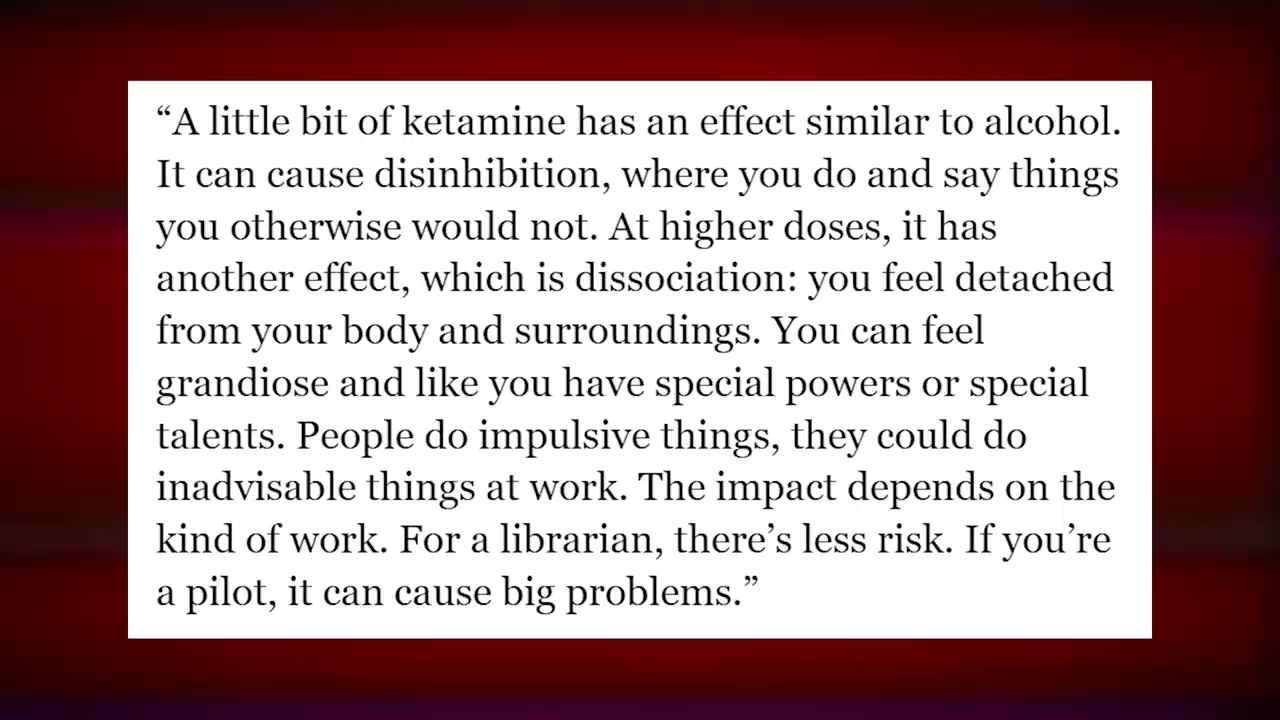 “A little bit of ketamine has an effect similar to alcohol.
It can cause disinhibition, where you do and say things
you otherwise would not. At higher doses, it has
another effect, which is dissociation: you feel detached
from your body and surroundings. You can feel
grandiose and like you have special powers or special
talents. People do impulsive things, they could do
inadvisable things at work. The impact depends on the
kind of work. For a librarian, there’s less risk. If you’re
a pilot, it can cause big problems.”